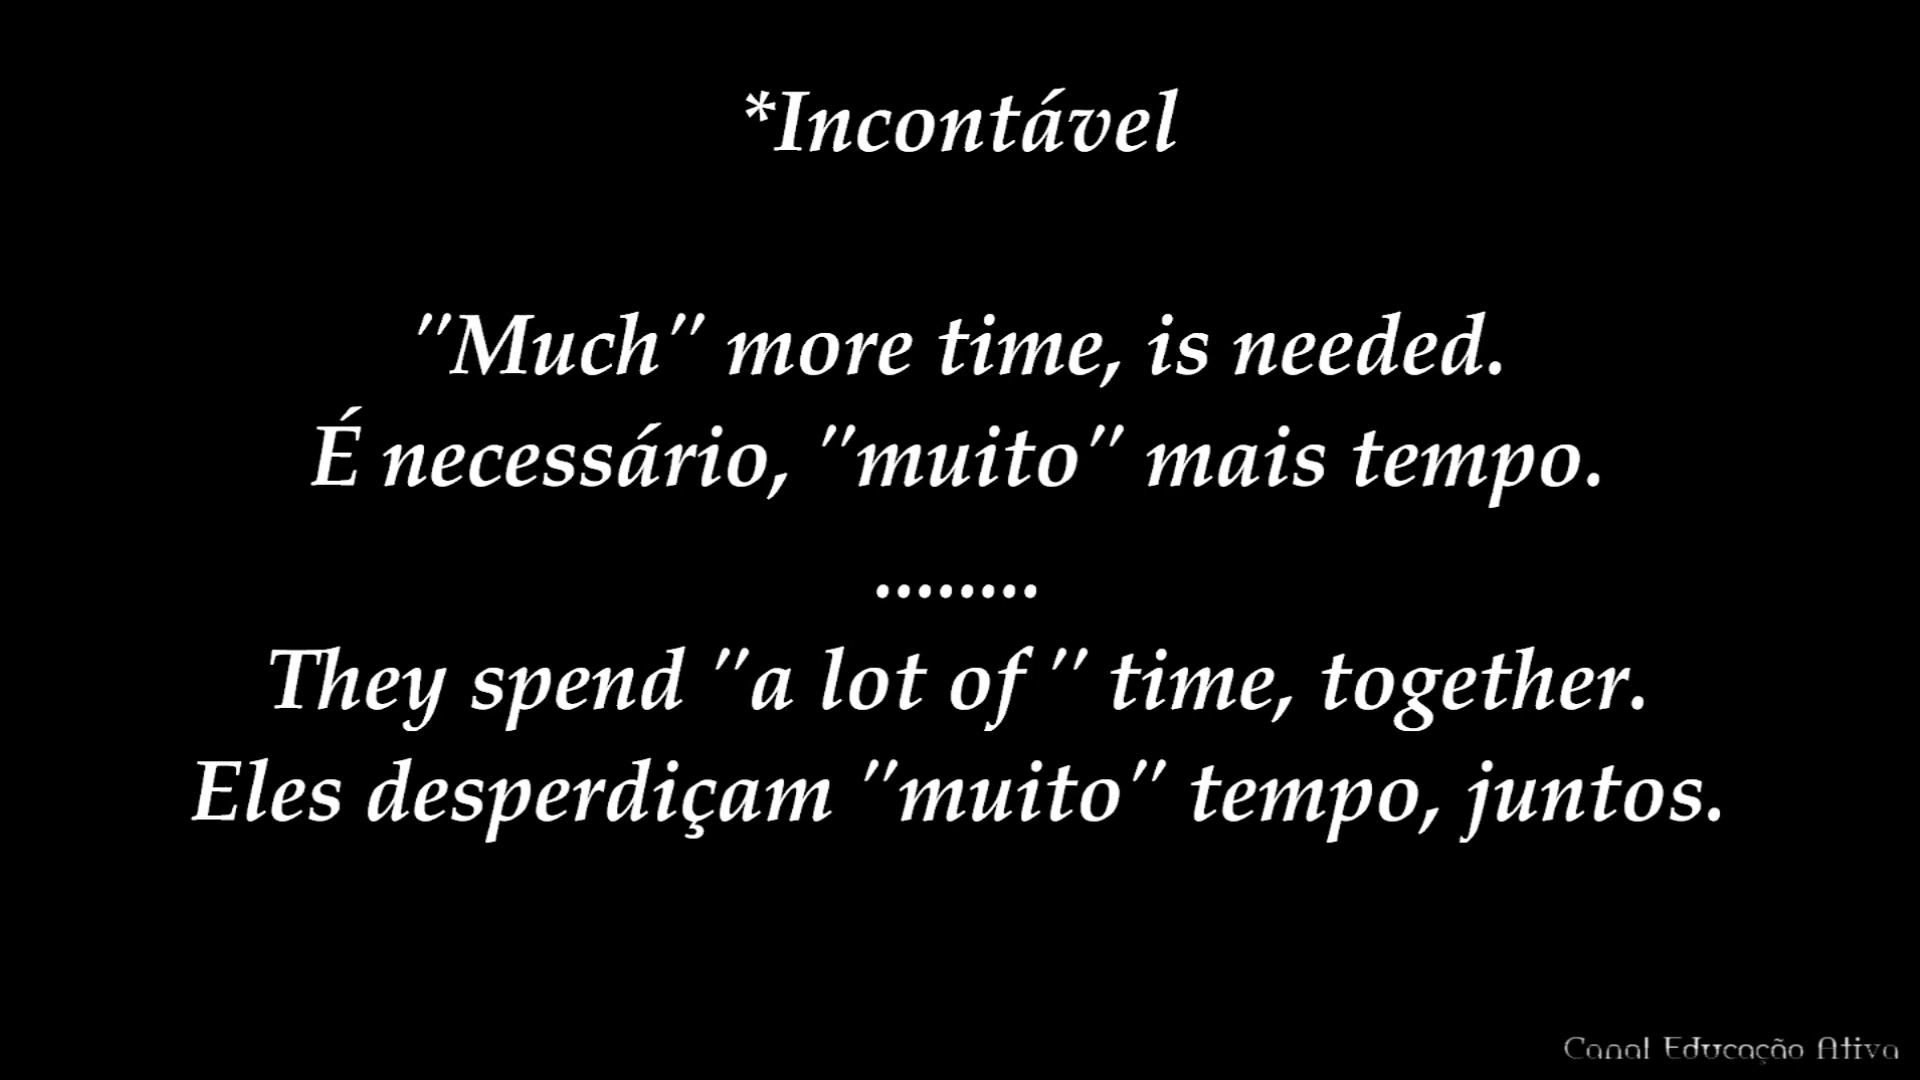 *Incontável
"Much" more time, is needed.
É necessário, "muito" mais tempo.
........
They spend "a lot of " time, together.
Eles desperdiçam "muito" tempo, juntos.
Canal Educação Ativa